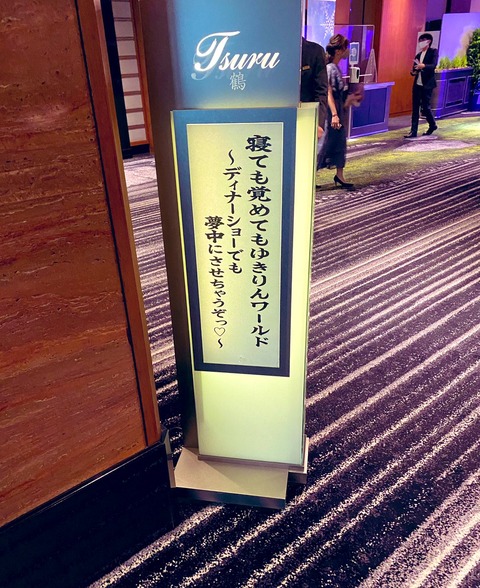 Tsuru
鶴
寝ても覚めてもゆきりんワールド
～ディナーショーでも
夢中にさせちゃうぞっ♡～